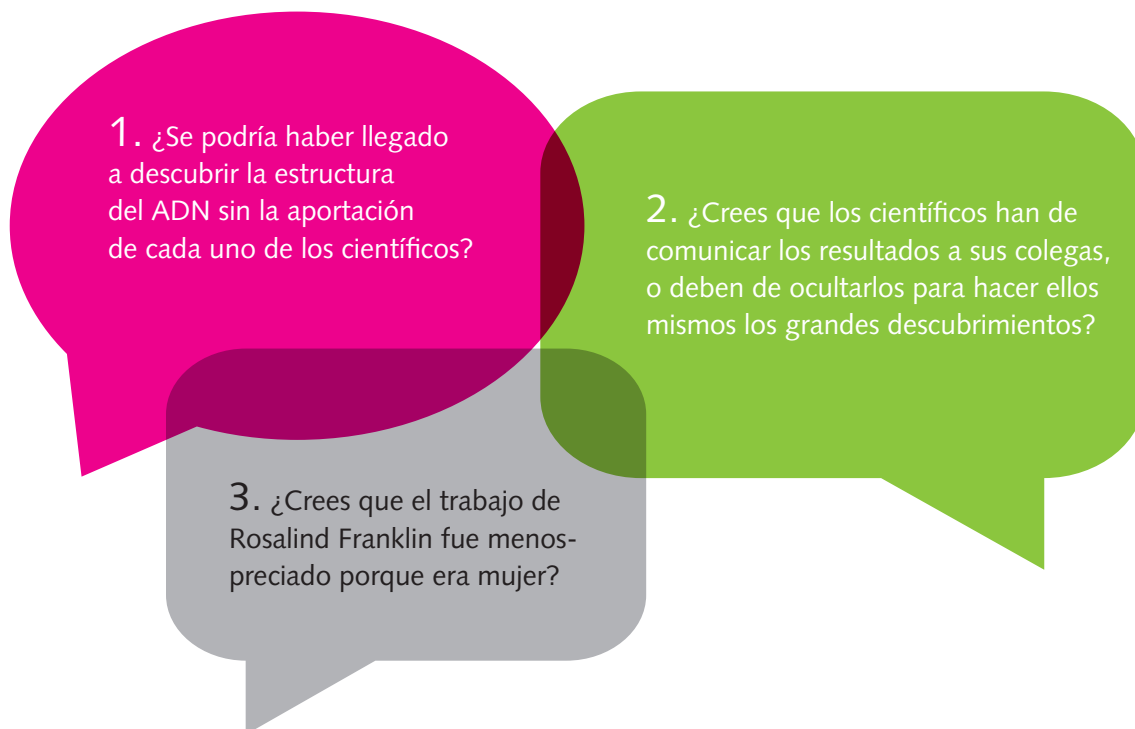 1. ¿Se podría haber llegado
a descubrir la estructura
del ADN sin la aportación
de cada uno de los científicos?
2. ¿Crees que los científicos han de
comunicar los resultados a sus colegas,
o deben de ocultarlos para hacer ellos
mismos los grandes descubrimientos?
3. ¿Crees que el trabajo de
Rosalind Franklin fue menos-
preciado porque era mujer?